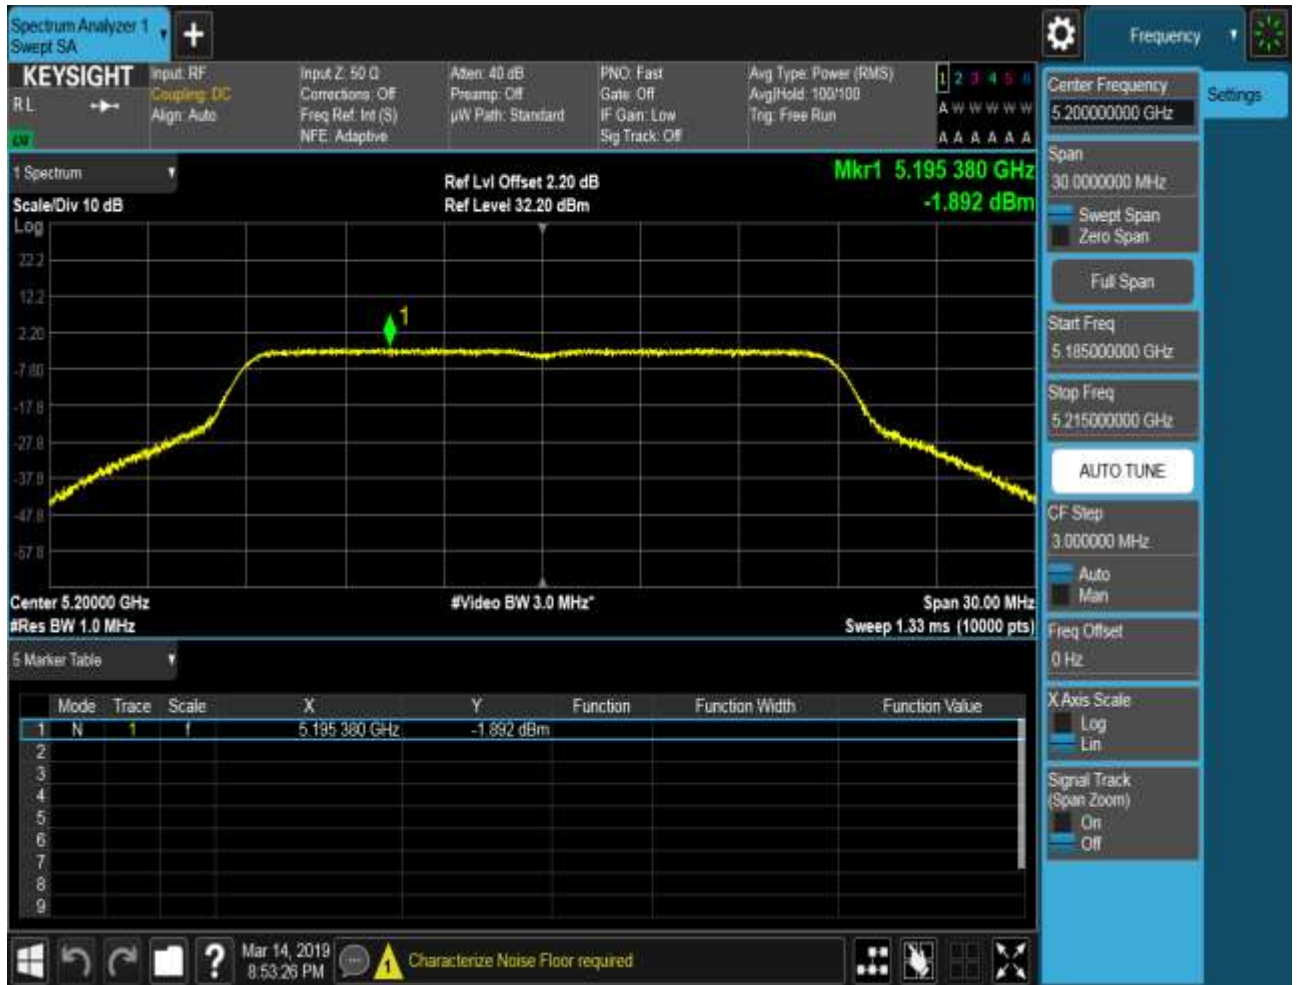 Spectrum Analyzer 1
Swept SA
Frequency
KEYSIGHT
RL
Input: RF
Coupling: DC
Align: Auto
Input Z: 50 Ω
Corrections: Off
Freq Ref: Int (S)
NFE: Adaptive
Atten: 40 dB
Preamp: Off
µW Path: Standard
PNO: Fast
Gate: Off
IF Gain: Low
Sig Track: Off
Avg Type: Power (RMS)
Avg|Hold: 100/100
Trig: Free Run
1 2 3 4 5 6
A W W W W W
A A A A A A
1 Spectrum
Scale/Div 10 dB
Ref Lvl Offset 2.20 dB
Ref Level 32.20 dBm
Mkr1 5.195 380 GHz
-1.892 dBm
Log
22.2
12.2
2.20
-7.80
-17.8
-27.8
-37.8
-47.8
-57.8
1
Center 5.20000 GHz
#Res BW 1.0 MHz
#Video BW 3.0 MHz*
Span 30.00 MHz
Sweep 1.33 ms (10000 pts)
5 Marker Table
Mode Trace Scale X Y Function Function Width Function Value
1 N 1 f 5.195 380 GHz -1.892 dBm
2
3
4
5
6
7
8
9
Center Frequency
5.200000000 GHz
Settings
Span
30.0000000 MHz
Swept Span
Zero Span
Full Span
Start Freq
5.185000000 GHz
Stop Freq
5.215000000 GHz
AUTO TUNE
CF Step
3.000000 MHz
Auto
Man
Freq Offset
0 Hz
X Axis Scale
Log
Lin
Signal Track
(Span Zoom)
On
Off
?
Mar 14, 2019
8:53:26 PM
1
Characterize Noise Floor required